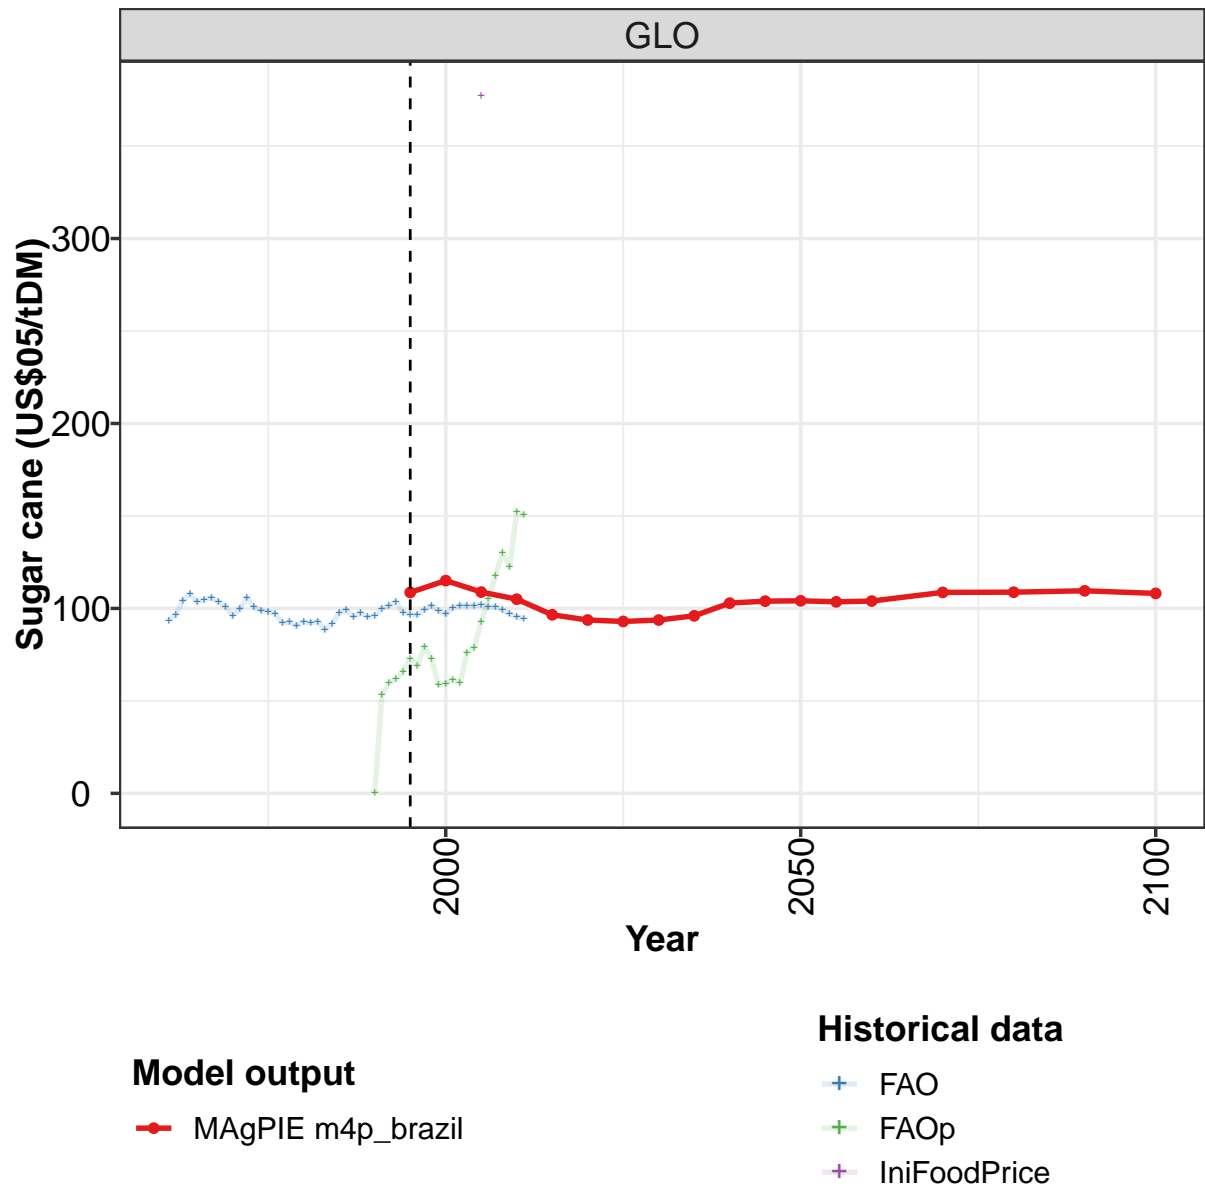 GLO
Sugar cane (US$05/tDM)
300
200
100
0
2000
2050
2100
Year
Model output
MAgPIE m4p_brazil
Historical data
FAO
FAOp
IniFoodPrice